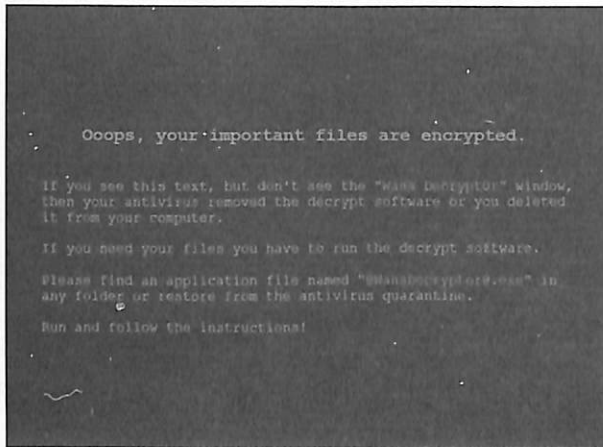 Ooops, your important files are encrypted.
If you see this text, but don't see the "Wana Decrypt0r" window,
then your antivirus removed the decrypt software or you deleted
it from your computer.
If you need your files you have to run the decrypt software.
Please find an application file named "@WanaDecryptor@.exe" in
any folder or restore from the antivirus quarantine.
Run and follow the instructions!